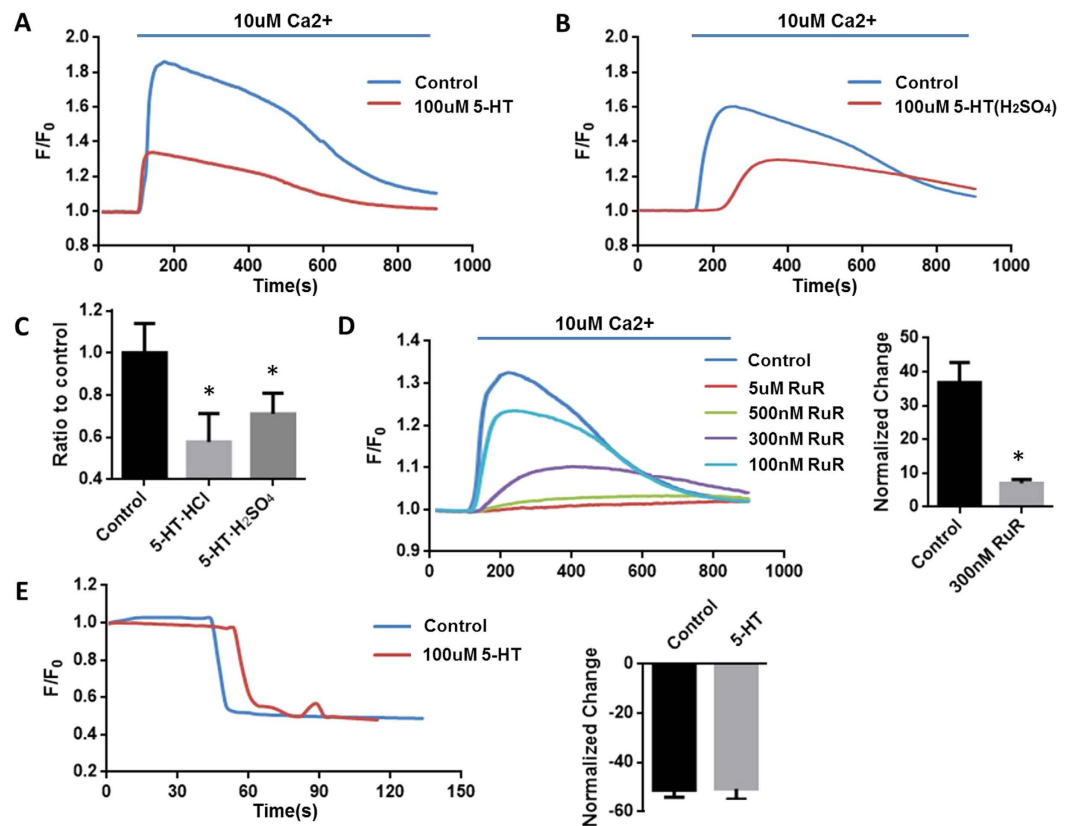 A
10uM Ca2+
2.0
1.8
1.6
1.4
1.2
1.0
0.8
F/F0
0
200
400
600
800
1000
Time(s)
Control
100uM 5-HT
B
10uM Ca2+
2.0
1.8
1.6
1.4
1.2
1.0
0.8
F/F0
0
200
400
600
800
1000
Time(s)
Control
100uM 5-HT(H2SO4)
C
1.2
1.0
0.8
0.6
0.4
Ratio to control
*
*
Control
5-HT·HCl
5-HT·H2SO4
D
10uM Ca2+
1.4
1.3
1.2
1.1
1.0
0.9
F/F0
0
200
400
600
800
1000
Time(s)
Control
5uM RuR
500nM RuR
300nM RuR
100nM RuR
50
40
30
20
10
0
Normalized Change
*
Control
300nM RuR
E
1.2
1.0
0.8
0.6
0.4
0.2
F/F0
0
30
60
90
120
150
Time(s)
Control
100uM 5-HT
Control
5-HT
0
-20
-40
-60
Normalized Change